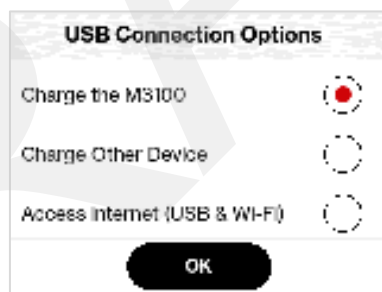 USB Connection Options
Charge the M3100
Charge Other Device
Access Internet (USB & Wi-Fi)
OK